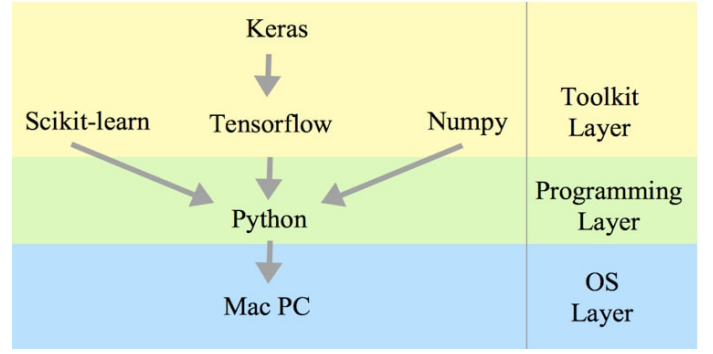 Keras
Scikit-learn
Tensorflow
Numpy
Toolkit
Layer
Python
Programming
Layer
Mac PC
OS
Layer